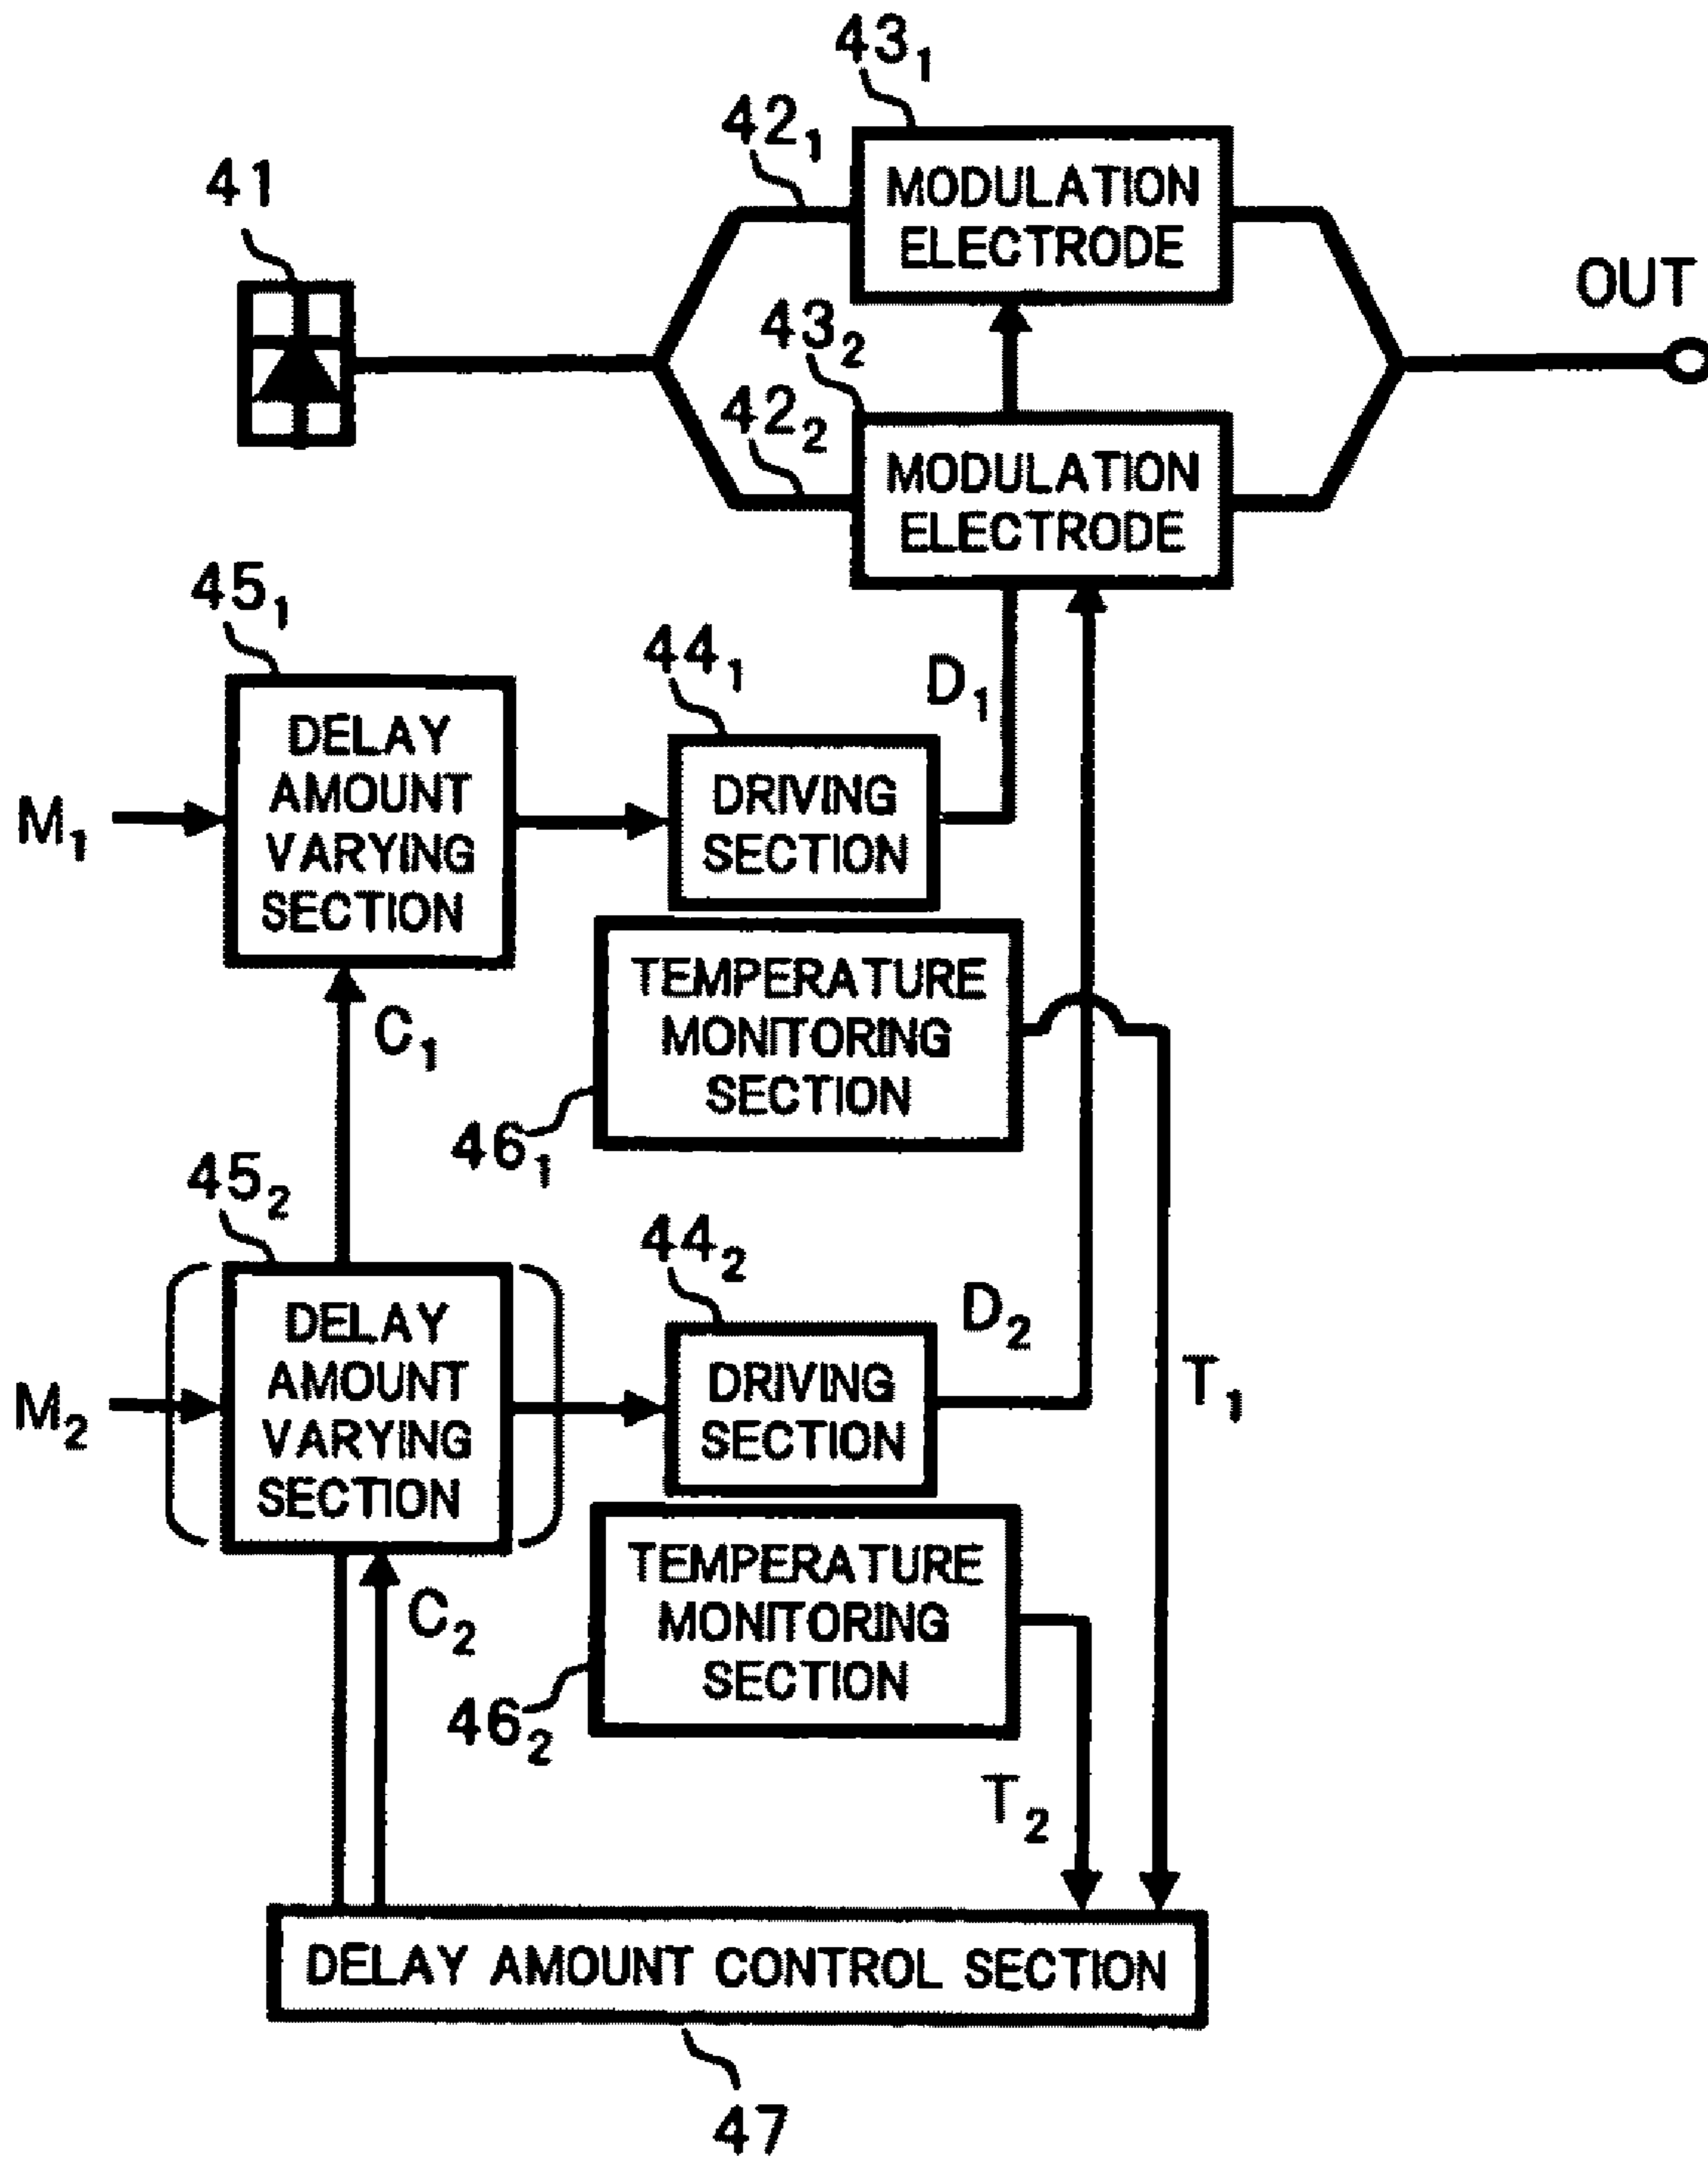 43₁
42₁
MODULATION
ELECTRODE
41
OUT
43₂
42₂
MODULATION
ELECTRODE
45₁
44₁
D₁
DELAY
AMOUNT
VARYING
SECTION
M₁
DRIVING
SECTION
TEMPERATURE
MONITORING
SECTION
C₁
46₁
45₂
44₂
D₂
DELAY
AMOUNT
VARYING
SECTION
M₂
DRIVING
SECTION
T₁
TEMPERATURE
MONITORING
SECTION
C₂
46₂
T₂
DELAY AMOUNT CONTROL SECTION
47